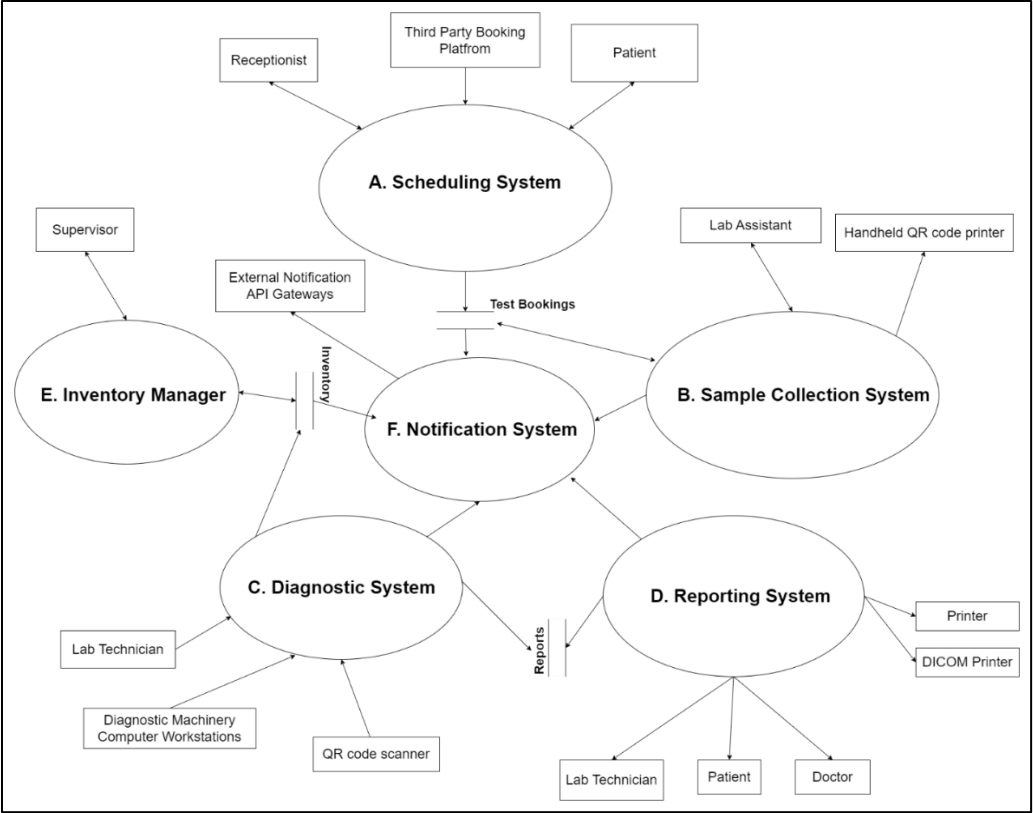 Third Party Booking
Platfrom
Receptionist
Patient
A. Scheduling System
Supervisor
Lab Assistant
Handheld QR code printer
External Notification
API Gateways
Test Bookings
Inventory
E. Inventory Manager
B. Sample Collection System
F. Notification System
C. Diagnostic System
D. Reporting System
Printer
Reports
Lab Technician
DICOM Printer
Diagnostic Machinery
Computer Workstations
QR code scanner
Lab Technician
Patient
Doctor